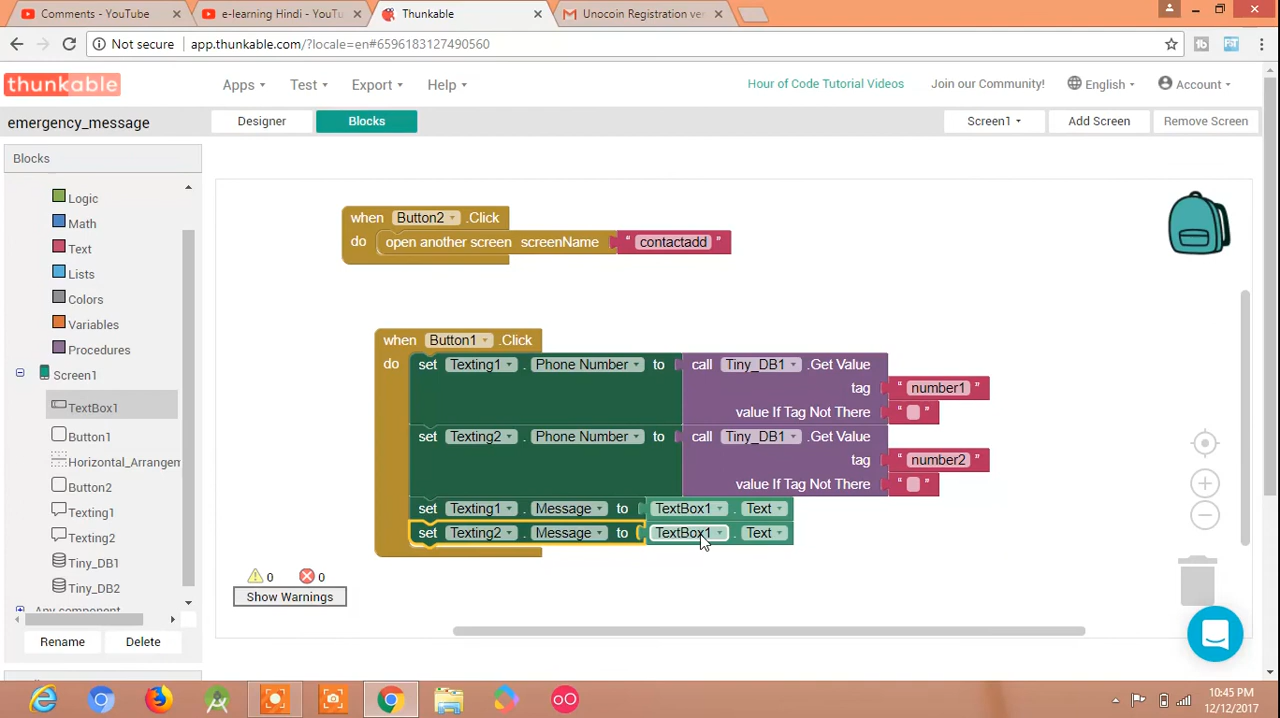 Comments - YouTube
e-learning Hindi - YouTu
Thunkable
Unocoin Registration ver
Not secure
app.thunkable.com/?locale=en#6596183127490560
thunkable
Apps
Test
Export
Help
Hour of Code Tutorial Videos
Join our Community!
English
Account
emergency_message
Designer
Blocks
Screen1
Add Screen
Remove Screen
Blocks
Logic
Math
Text
Lists
Colors
Variables
Procedures
Screen1
TextBox1
Button1
Horizontal_Arrangem
Button2
Texting1
Texting2
Tiny_DB1
Tiny_DB2
Any component
Rename
Delete
when Button2 .Click
do open another screen screenName " contactadd "
when Button1 .Click
do set Texting1 . Phone Number to call Tiny_DB1 .Get Value
tag " number1 "
value If Tag Not There " "
set Texting2 . Phone Number to call Tiny_DB1 .Get Value
tag " number2 "
value If Tag Not There " "
set Texting1 . Message to TextBox1 . Text
set Texting2 . Message to TextBox1 . Text
0 0
Show Warnings
10:45 PM
12/12/2017